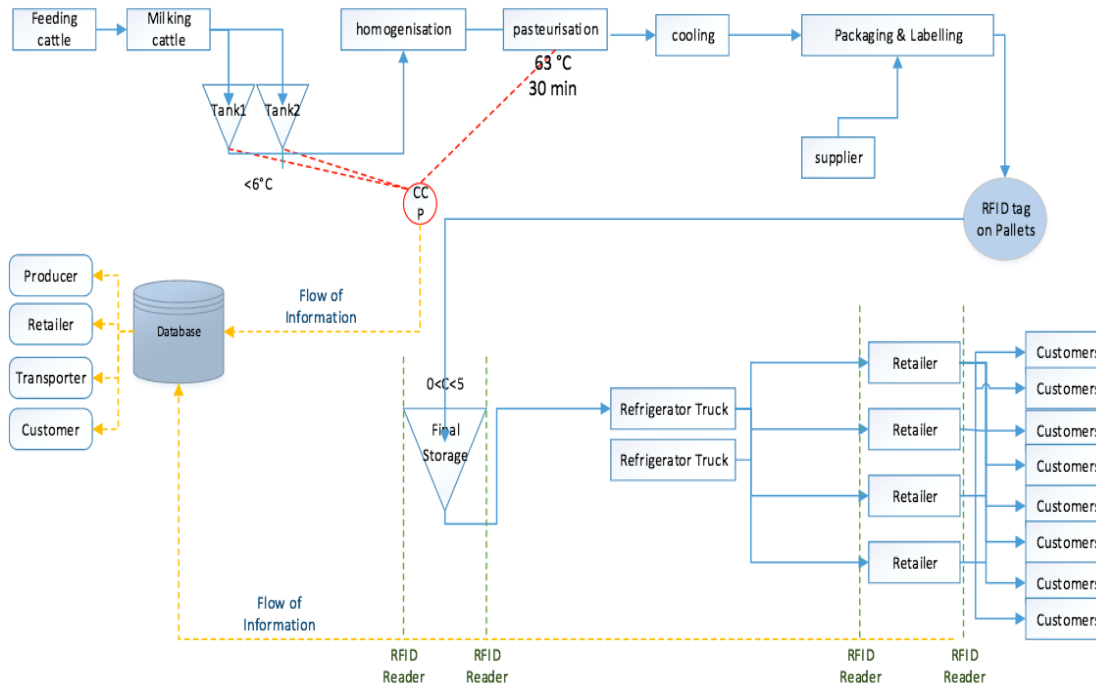 Feeding
cattle
Milking
cattle
homogenisation
pasteurisation
cooling
Packaging & Labelling
63 °C
30 min
Tank1
Tank2
supplier
<6°C
CC
P
RFID tag
on Pallets
Producer
Retailer
Transporter
Customer
Database
Flow of
Information
0<C<5
Final
Storage
Refrigerator Truck
Refrigerator Truck
Retailer
Retailer
Retailer
Retailer
Customers
Customers
Customers
Customers
Customers
Customers
Customers
Customers
Flow of
Information
RFID
Reader
RFID
Reader
RFID
Reader
RFID
Reader